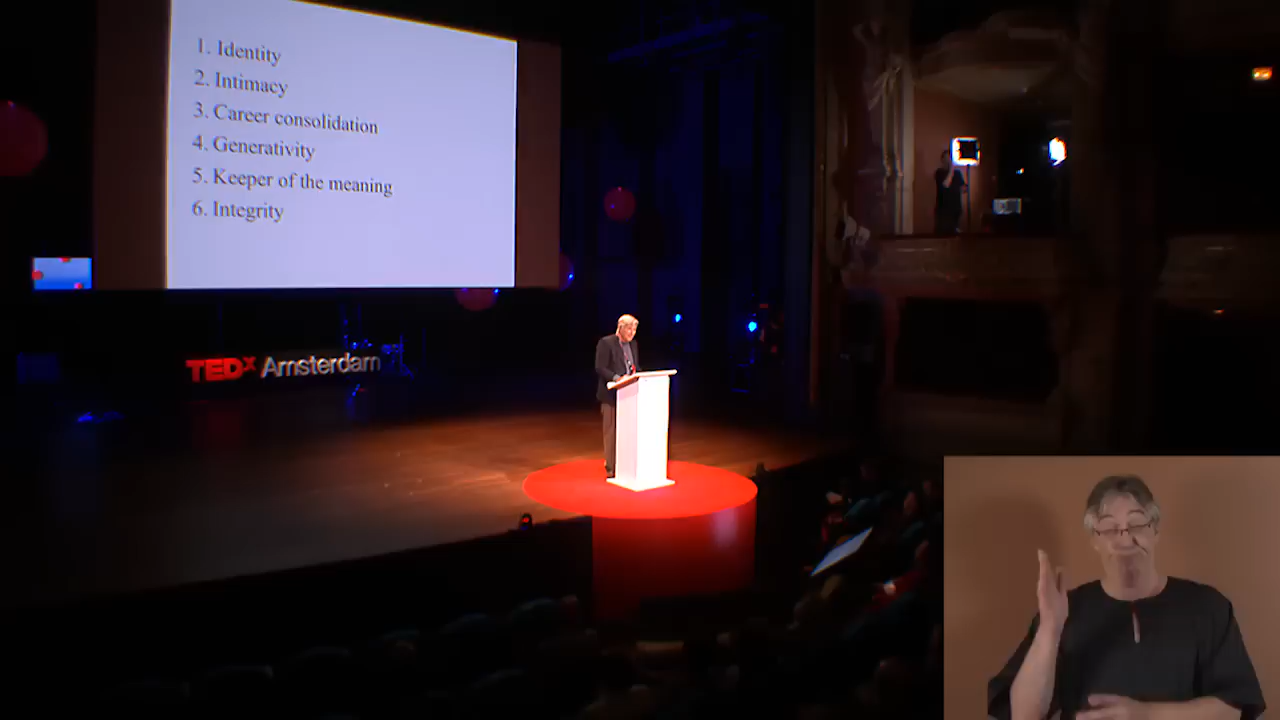 1. Identity
2. Intimacy
3. Career consolidation
4. Generativity
5. Keeper of the meaning
6. Integrity
TEDx Amsterdam